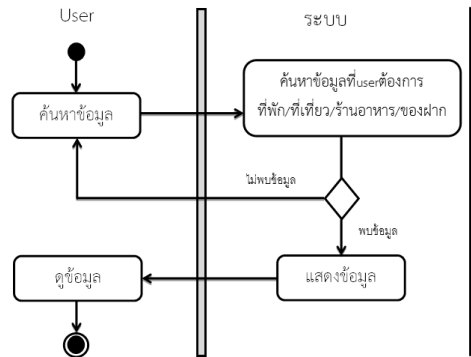 User
ระบบ
ค้นหาข้อมูล
ค้นหาข้อมูลที่userต้องการ
ที่พัก/ที่เที่ยว/ร้านอาหาร/ของฝาก
ไม่พบข้อมูล
พบข้อมูล
ดูข้อมูล
แสดงข้อมูล